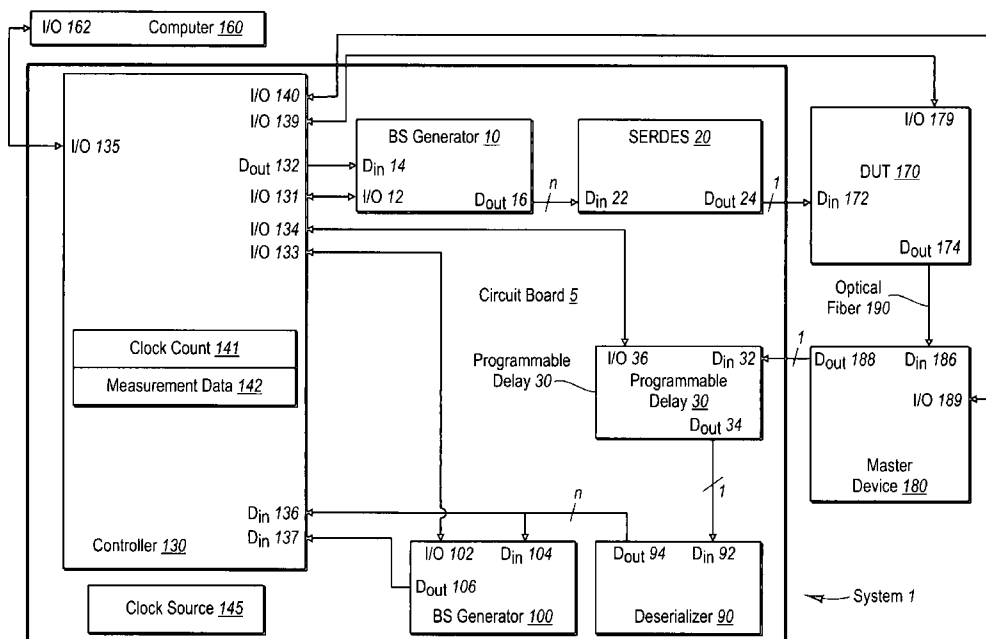 I/O 162 Computer 160
I/O 140
I/O 139
I/O 135
Dout 132
I/O 131
I/O 134
I/O 133
Clock Count 141
Measurement Data 142
Din 136
Din 137
Controller 130
Clock Source 145
BS Generator 10
Din 14
I/O 12
Dout 16
n
SERDES 20
Din 22
Dout 24
1
I/O 179
DUT 170
Din 172
Dout 174
Circuit Board 5
Optical
Fiber 190
Programmable
Delay 30
I/O 36
Din 32
Programmable
Delay 30
Dout 34
1
Dout 188
Din 186
I/O 189
Master
Device 180
1
n
I/O 102
Din 104
Dout 106
BS Generator 100
Dout 94
Din 92
Deserializer 90
System 1